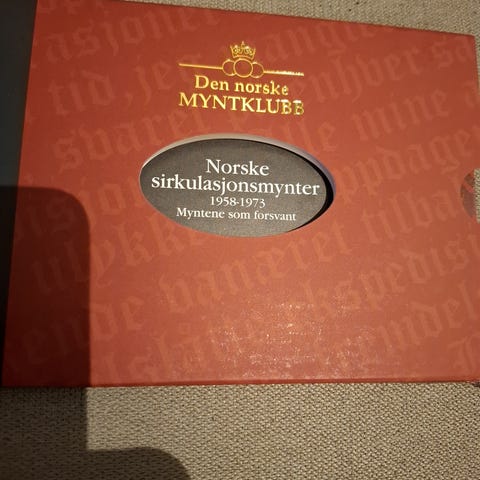 Den norske
MYNTKLUBB
Norske
sirkulasjonsmynter
1958-1973
Myntene som forsvant